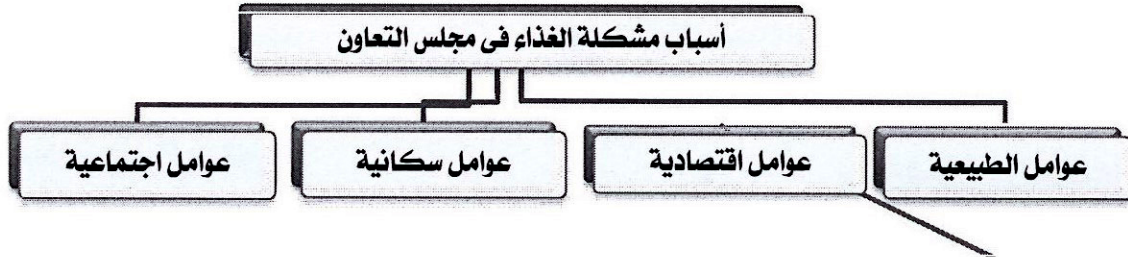 أسباب مشكلة الغذاء فى مجلس التعاون
عوامل الطبيعية
عوامل اقتصادية
عوامل سكانية
عوامل اجتماعية